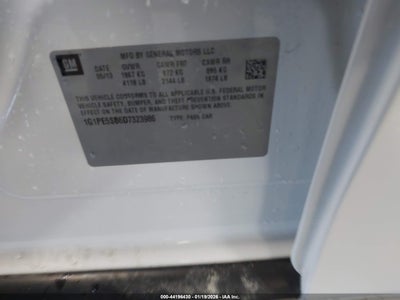 GM
MFD BY GENERAL MOTORS LLC
DATE GVWR GAWR FRT GAWR RR
05/13 1867 KG 972 KG 895 KG
4116 LB 2144 LB 1974 LB
THIS VEHICLE CONFORMS TO ALL APPLICABLE U.S. FEDERAL MOTOR
VEHICLE SAFETY, BUMPER, AND THEFT PREVENTION STANDARDS IN
EFFECT ON THE DATE OF MANUFACTURE SHOWN ABOVE.
1G1PE5SB6D7323986 TYPE: PASS CAR
000-44196430 - 01/19/2026 - IAA Inc.